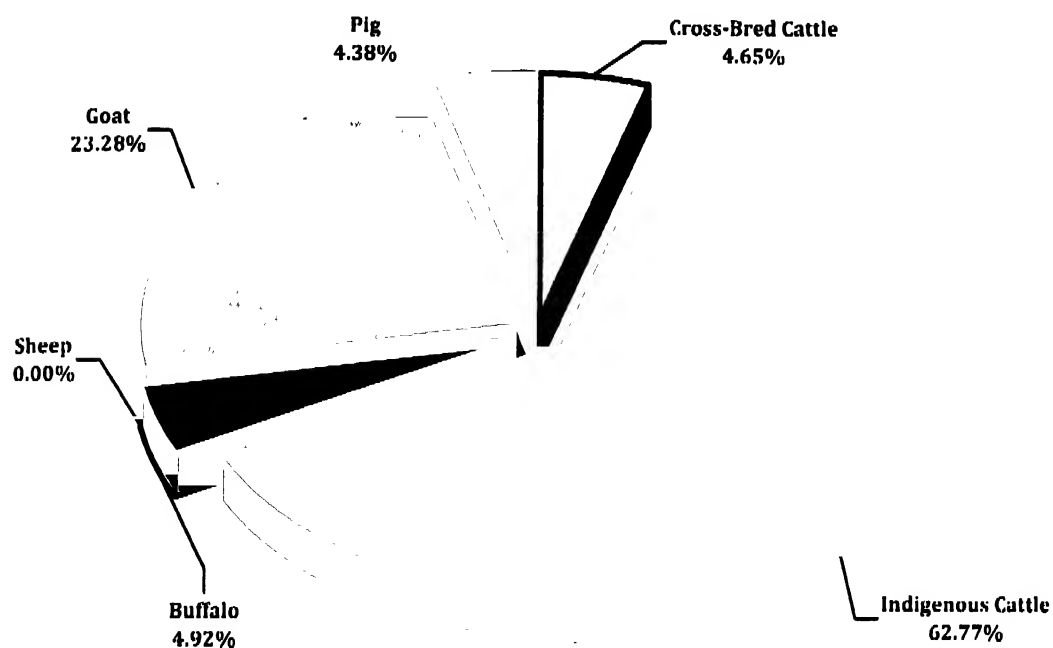 Pig
4.38%
Cross-Bred Cattle
4.65%
Goat
23.28%
Sheep
0.00%
Buffalo
4.92%
Indigenous Cattle
62.77%